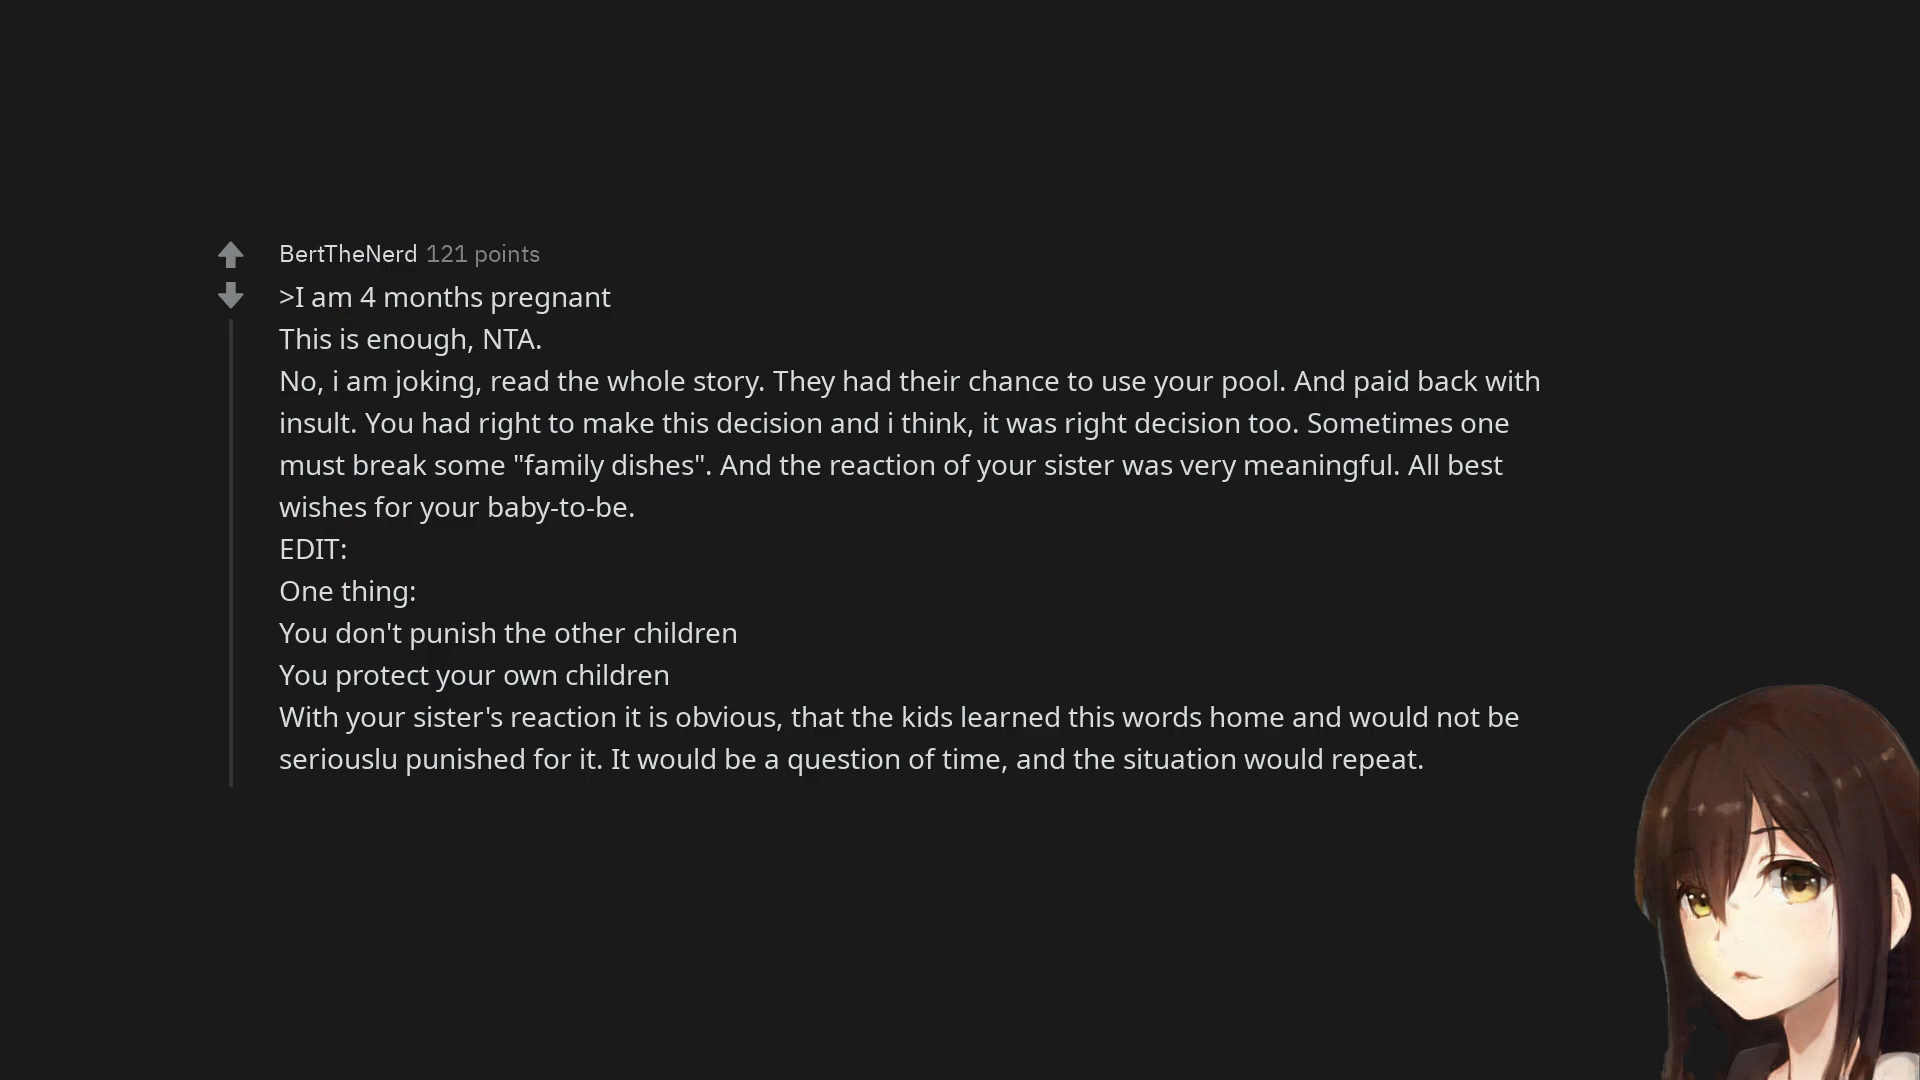 BertTheNerd 121 points
>I am 4 months pregnant
This is enough, NTA.
No, i am joking, read the whole story. They had their chance to use your pool. And paid back with
insult. You had right to make this decision and i think, it was right decision too. Sometimes one
must break some "family dishes". And the reaction of your sister was very meaningful. All best
wishes for your baby-to-be.
EDIT:
One thing:
You don't punish the other children
You protect your own children
With your sister's reaction it is obvious, that the kids learned this words home and would not be
seriouslu punished for it. It would be a question of time, and the situation would repeat.